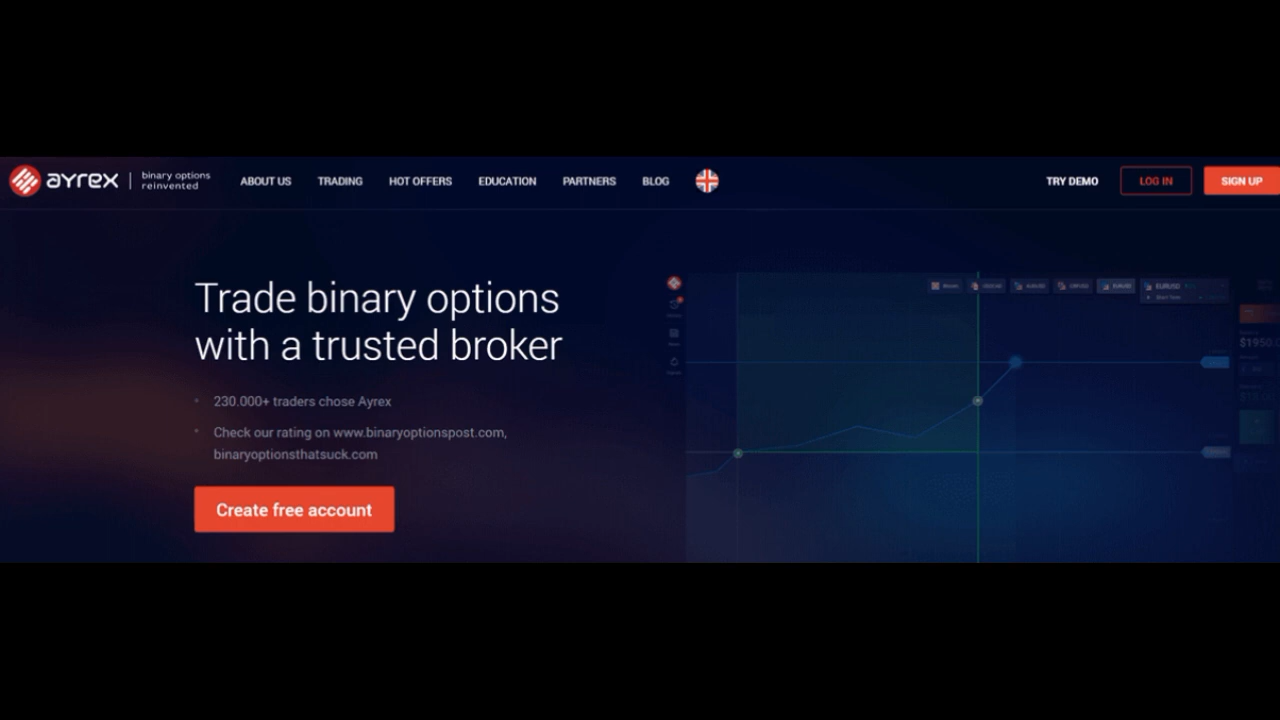 ayrex
binary options
reinvented
ABOUT US
TRADING
HOT OFFERS
EDUCATION
PARTNERS
BLOG
TRY DEMO
LOG IN
SIGN UP
Trade binary options
with a trusted broker
230.000+ traders chose Ayrex
Check our rating on www.binaryoptionspost.com,
binaryoptionsthatsuck.com
Create free account
EURUSD